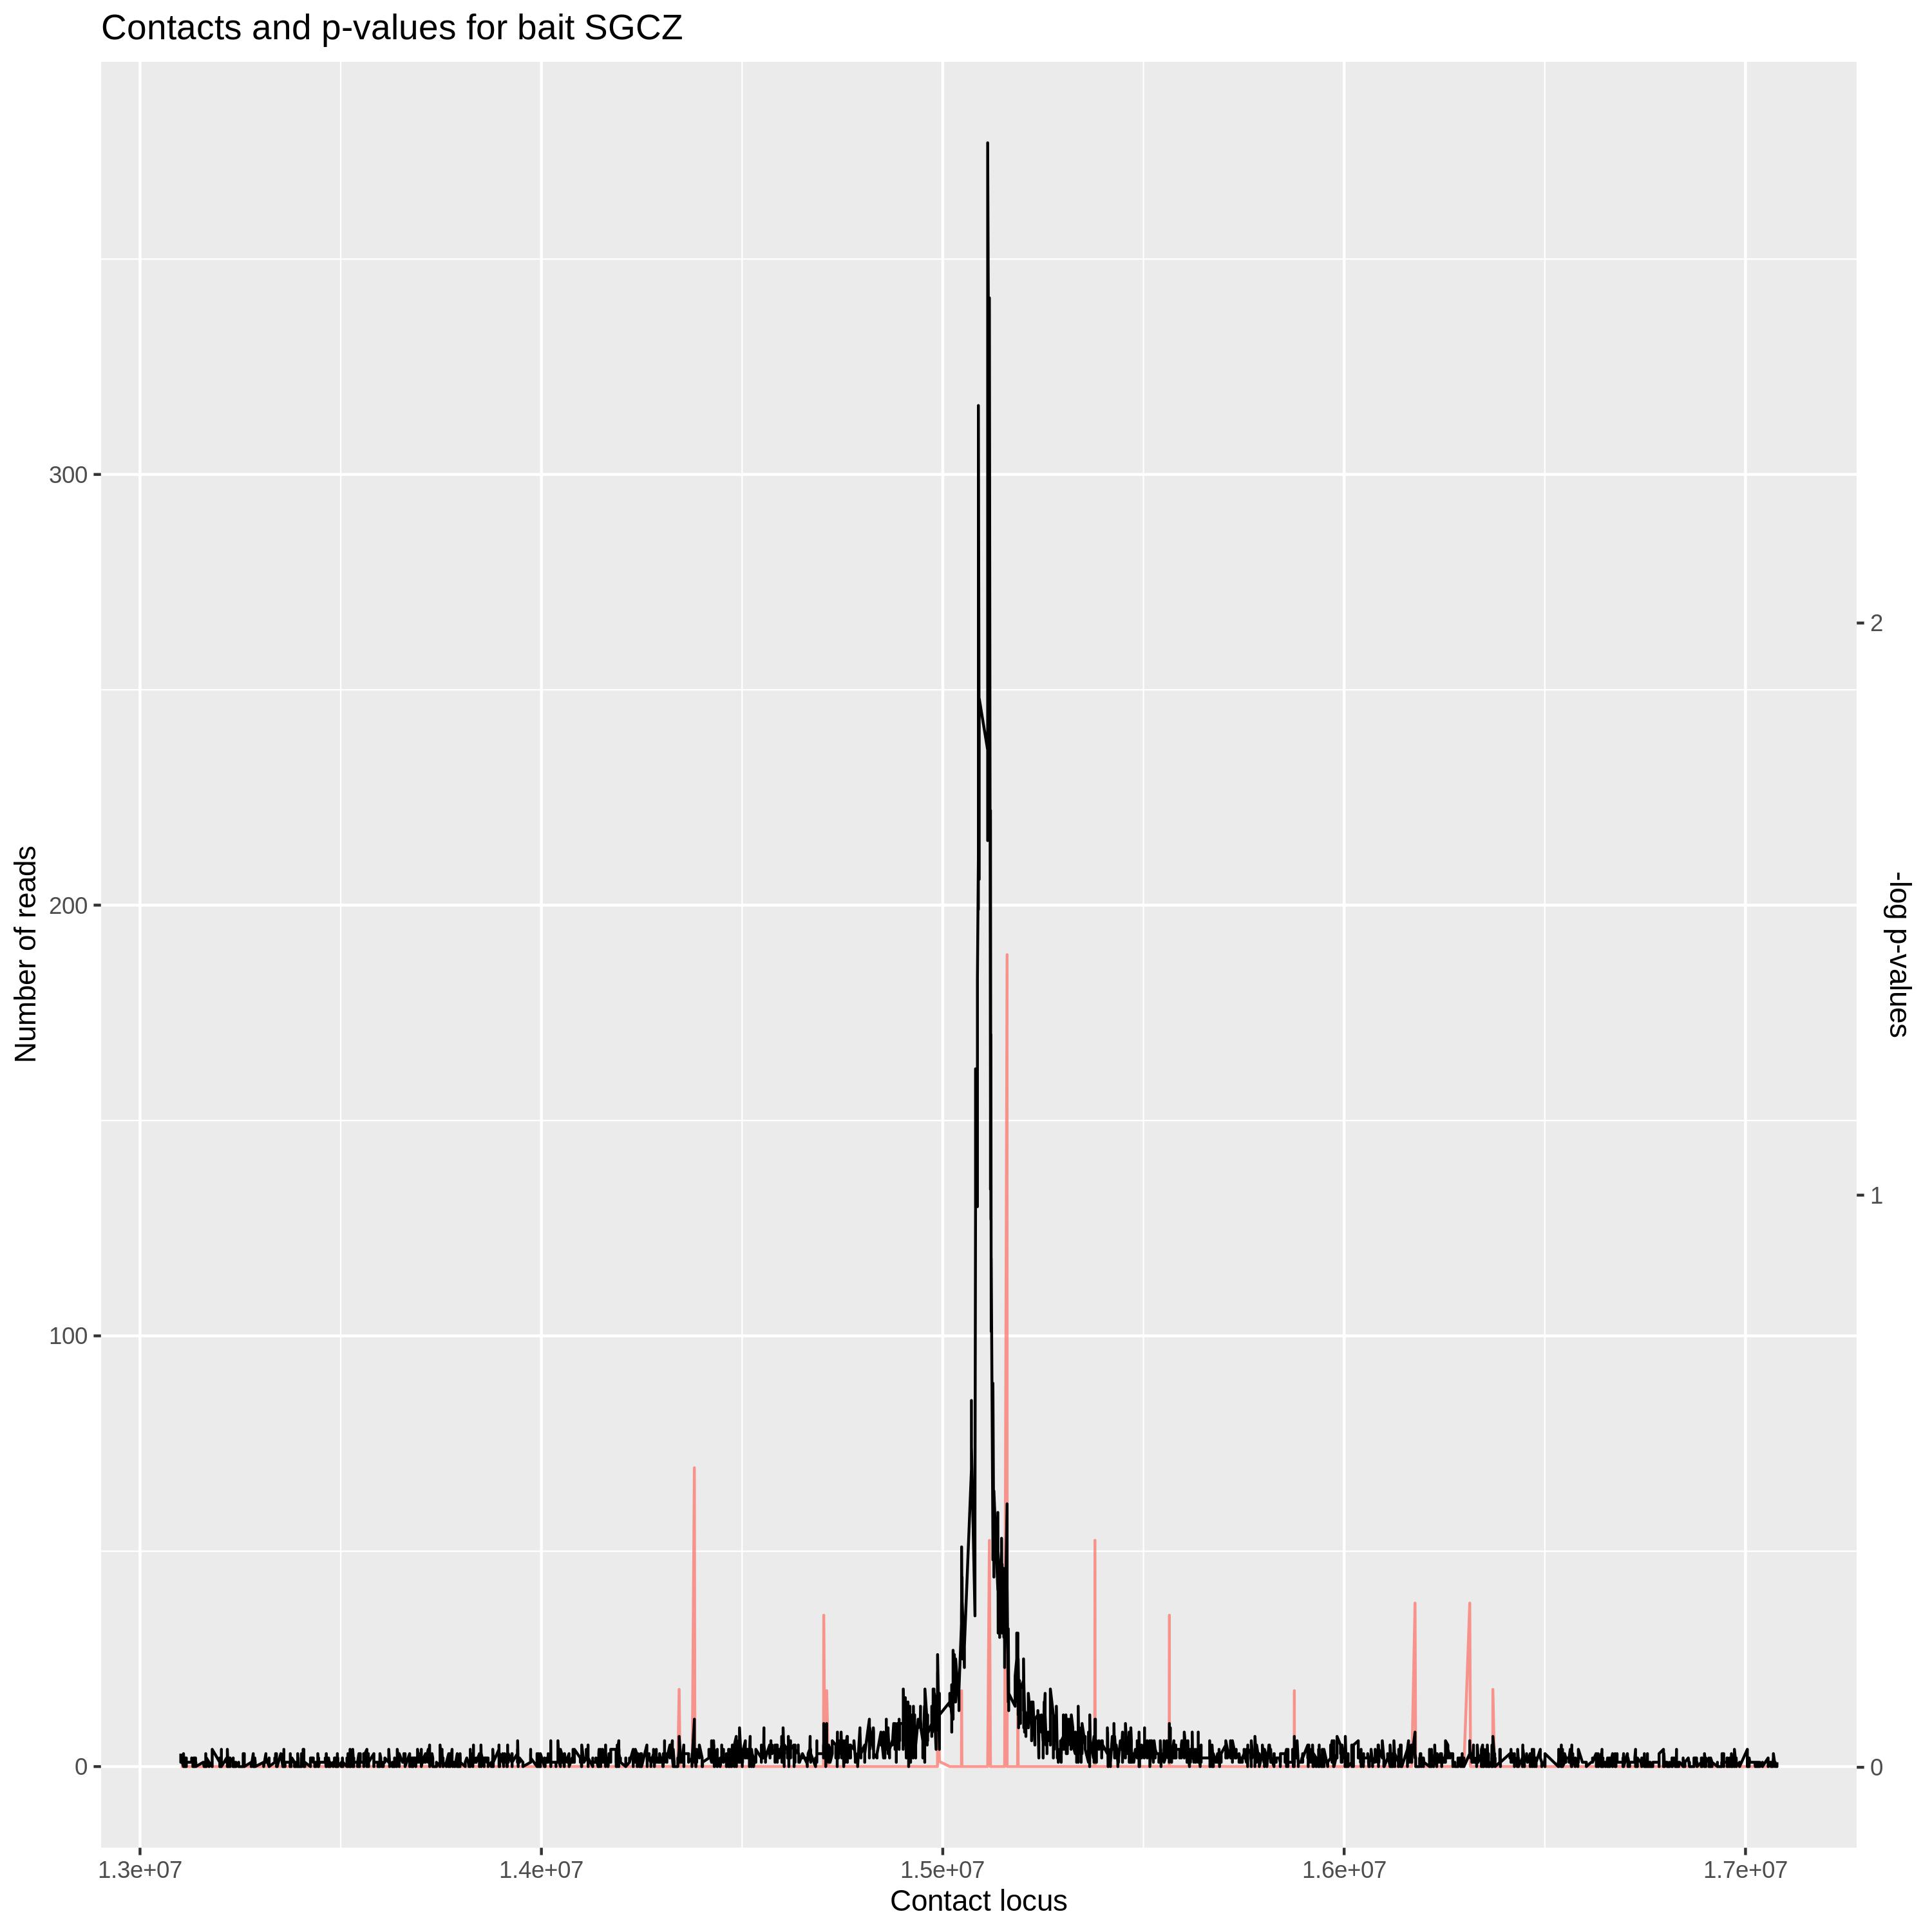 Contacts and p-values for bait SGCZ
Number of reads
300
200
100
0
2
1
0
-log p-values
1.3e+07
1.4e+07
1.5e+07
1.6e+07
1.7e+07
Contact locus